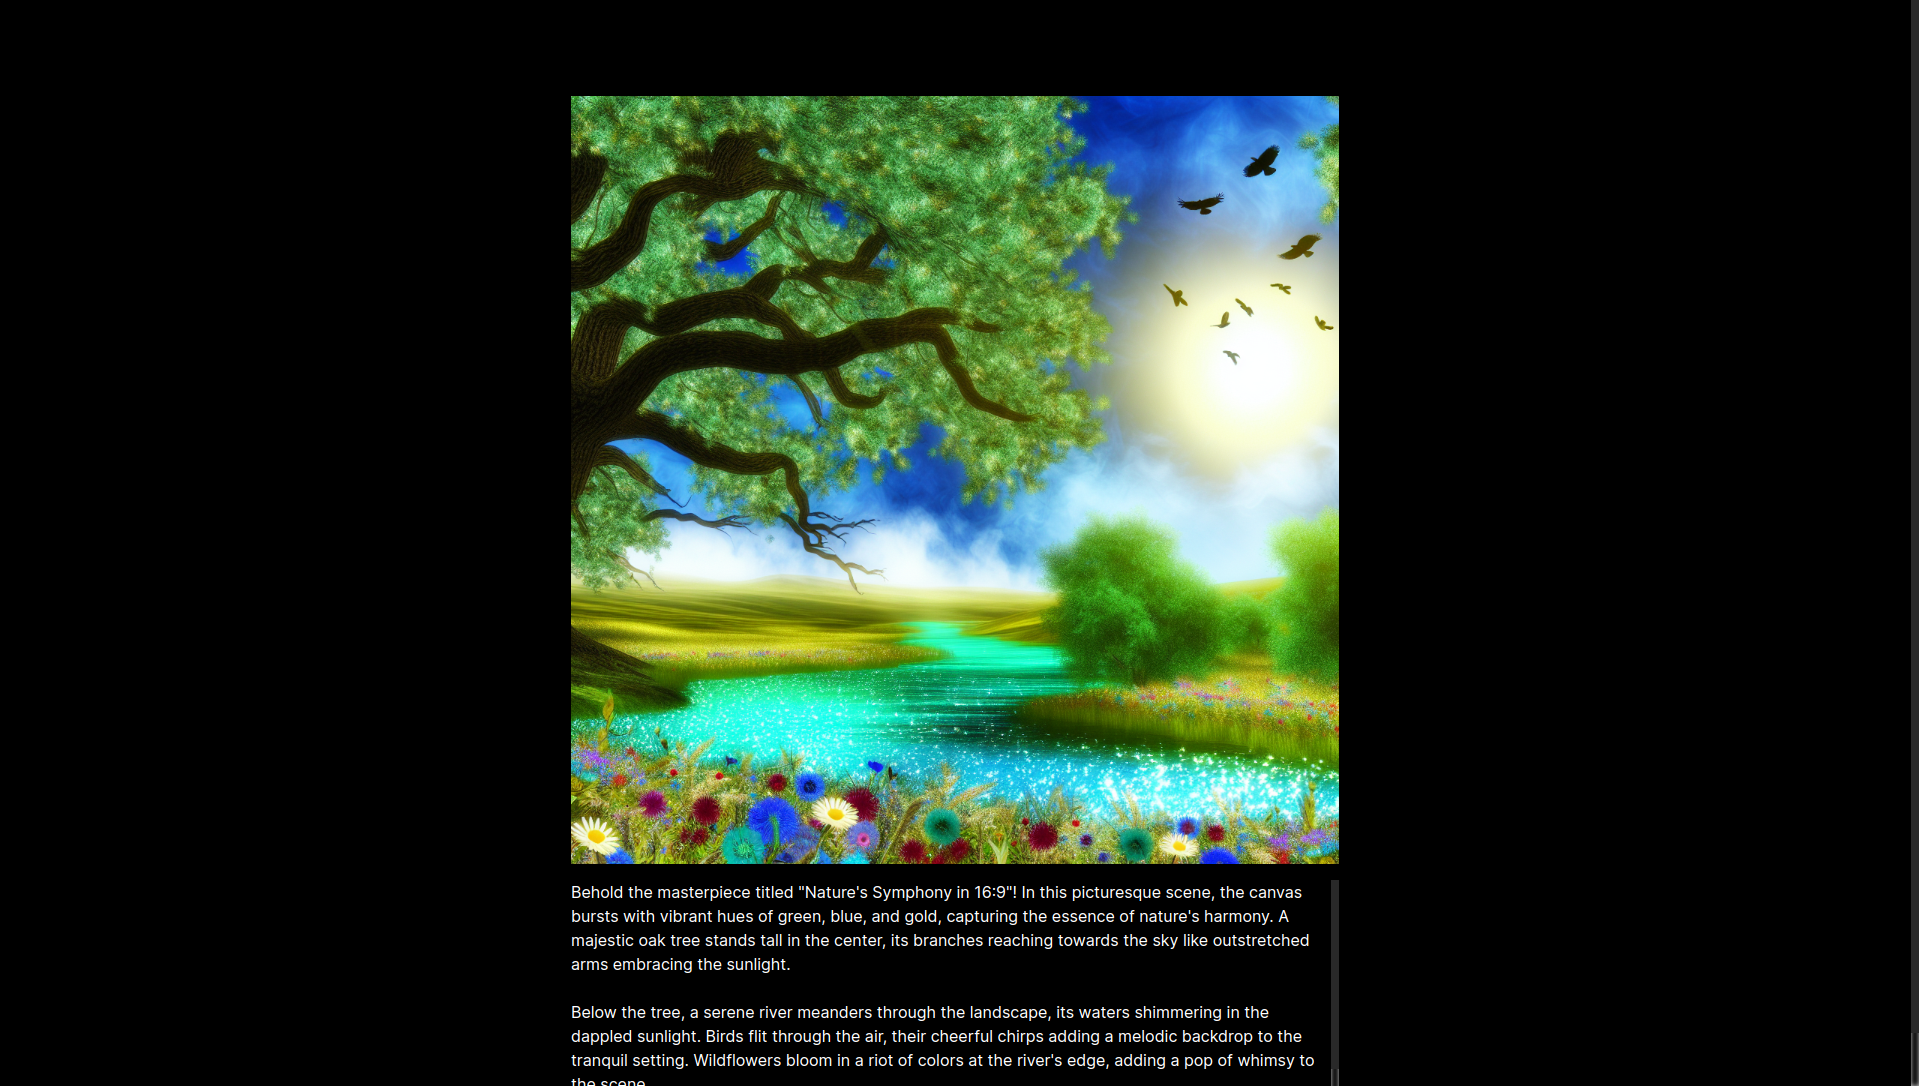 Behold the masterpiece titled "Nature's Symphony in 16:9"! In this picturesque scene, the canvas
bursts with vibrant hues of green, blue, and gold, capturing the essence of nature's harmony. A
majestic oak tree stands tall in the center, its branches reaching towards the sky like outstretched
arms embracing the sunlight.
Below the tree, a serene river meanders through the landscape, its waters shimmering in the
dappled sunlight. Birds flit through the air, their cheerful chirps adding a melodic backdrop to the
tranquil setting. Wildflowers bloom in a riot of colors at the river's edge, adding a pop of whimsy to
the scene.